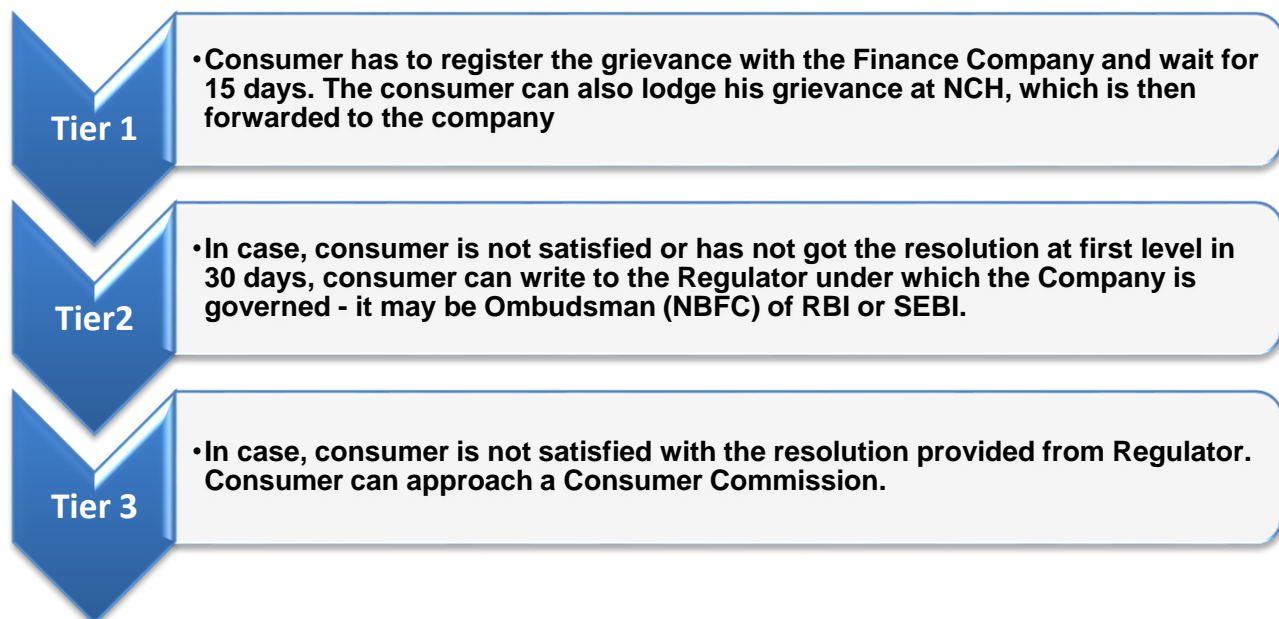 Tier 1
•Consumer has to register the grievance with the Finance Company and wait for
15 days. The consumer can also lodge his grievance at NCH, which is then
forwarded to the company
Tier2
•In case, consumer is not satisfied or has not got the resolution at first level in
30 days, consumer can write to the Regulator under which the Company is
governed - it may be Ombudsman (NBFC) of RBI or SEBI.
Tier 3
•In case, consumer is not satisfied with the resolution provided from Regulator.
Consumer can approach a Consumer Commission.